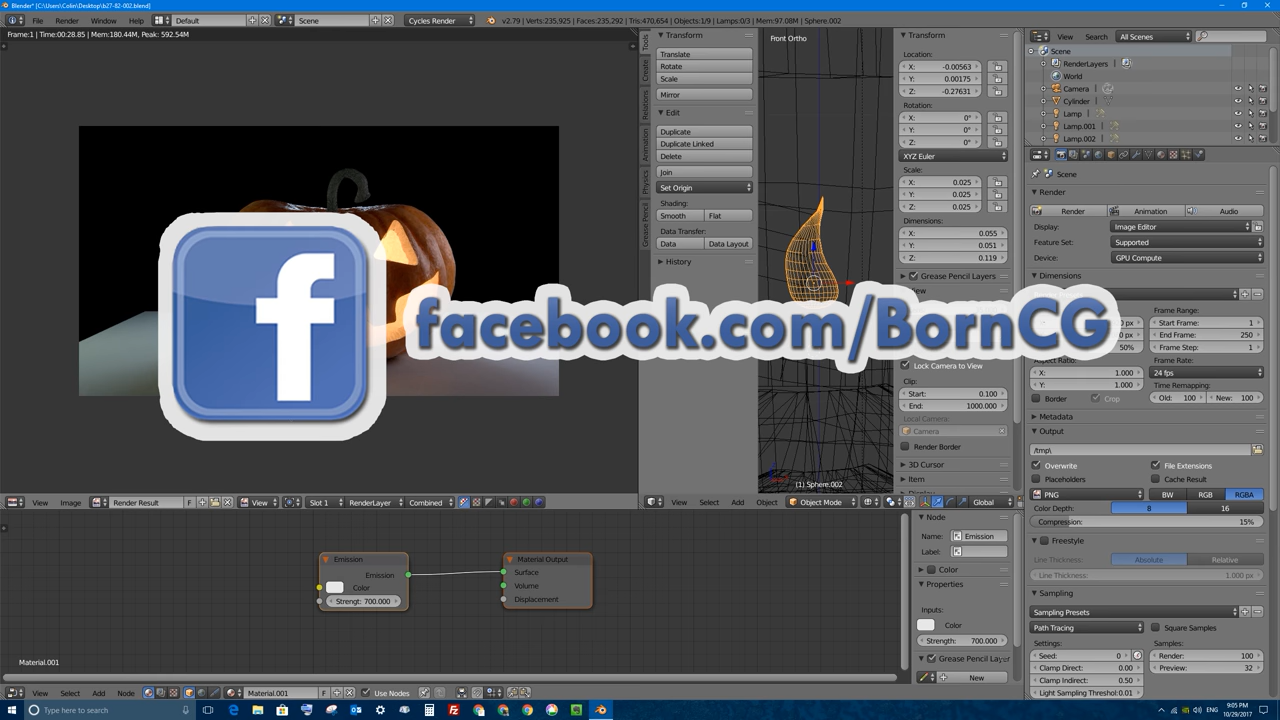 Blender* [C:\Users\Colin\Desktop\b27-82-002.blend]
File Render Window Help Default Scene Cycles Render v2.79 | Verts:235,925 | Faces:235,292 | Tris:470,654 | Objects:1/9 | Lamps:0/3 | Mem:97.08M | Sphere.002
Frame:1 | Time:00:28.85 | Mem:180.44M, Peak: 592.54M
Tools
Create
Relations
Animation
Physics
Grease Pencil
Transform
Translate
Rotate
Scale
Mirror
Edit
Duplicate
Duplicate Linked
Delete
Join
Set Origin
Shading:
Smooth Flat
Data Transfer:
Data Data Layout
History
Front Ortho
(1) Sphere.002
Transform
Location:
X: -0.00563
Y: 0.00175
Z: -0.27631
Rotation:
X: 0°
Y: 0°
Z: 0°
XYZ Euler
Scale:
X: 0.025
Y: 0.025
Z: 0.025
Dimensions:
X: 0.055
Y: 0.051
Z: 0.119
Grease Pencil Layers
Lock Camera to View
Clip:
Start: 0.100
End: 1000.000
Local Camera:
Camera
Render Border
3D Cursor
Item
f
facebook.com/BornCG
View Search All Scenes
Scene
RenderLayers
World
Camera
Cylinder
Lamp
Lamp.001
Lamp.002
Scene
Render
Render Animation Audio
Display: Image Editor
Feature Set: Supported
Device: GPU Compute
Dimensions
Frame Range:
Start Frame: 1
End Frame: 250
50% Frame Step: 1
Aspect Ratio: Frame Rate:
X: 1.000 24 fps
Y: 1.000 Time Remapping:
Border Crop Old: 100 New: 100
Metadata
Output
/tmp\
Overwrite File Extensions
Placeholders Cache Result
PNG BW RGB RGBA
Color Depth: 8 16
Compression: 15%
Freestyle
Line Thickness: Absolute Relative
Line Thickness: 1.000 px
Sampling
Sampling Presets
Path Tracing Square Samples
Settings: Samples:
Seed: 0 Render: 100
Clamp Direct: 0.00 Preview: 32
Clamp Indirect: 0.50
Light Sampling Threshol:0.01
View Image Render Result F View Slot 1 RenderLayer Combined
View Select Add Object Object Mode Global
Emission
Emission
Color
Strengt: 700.000
Material Output
Surface
Volume
Displacement
Material.001
Node
Name: Emission
Label:
Color
Properties
Inputs:
Color
Strength: 700.000
Grease Pencil Layer
New
View Select Add Node Material.001 F Use Nodes
Type here to search
9:05 PM
10/29/2017